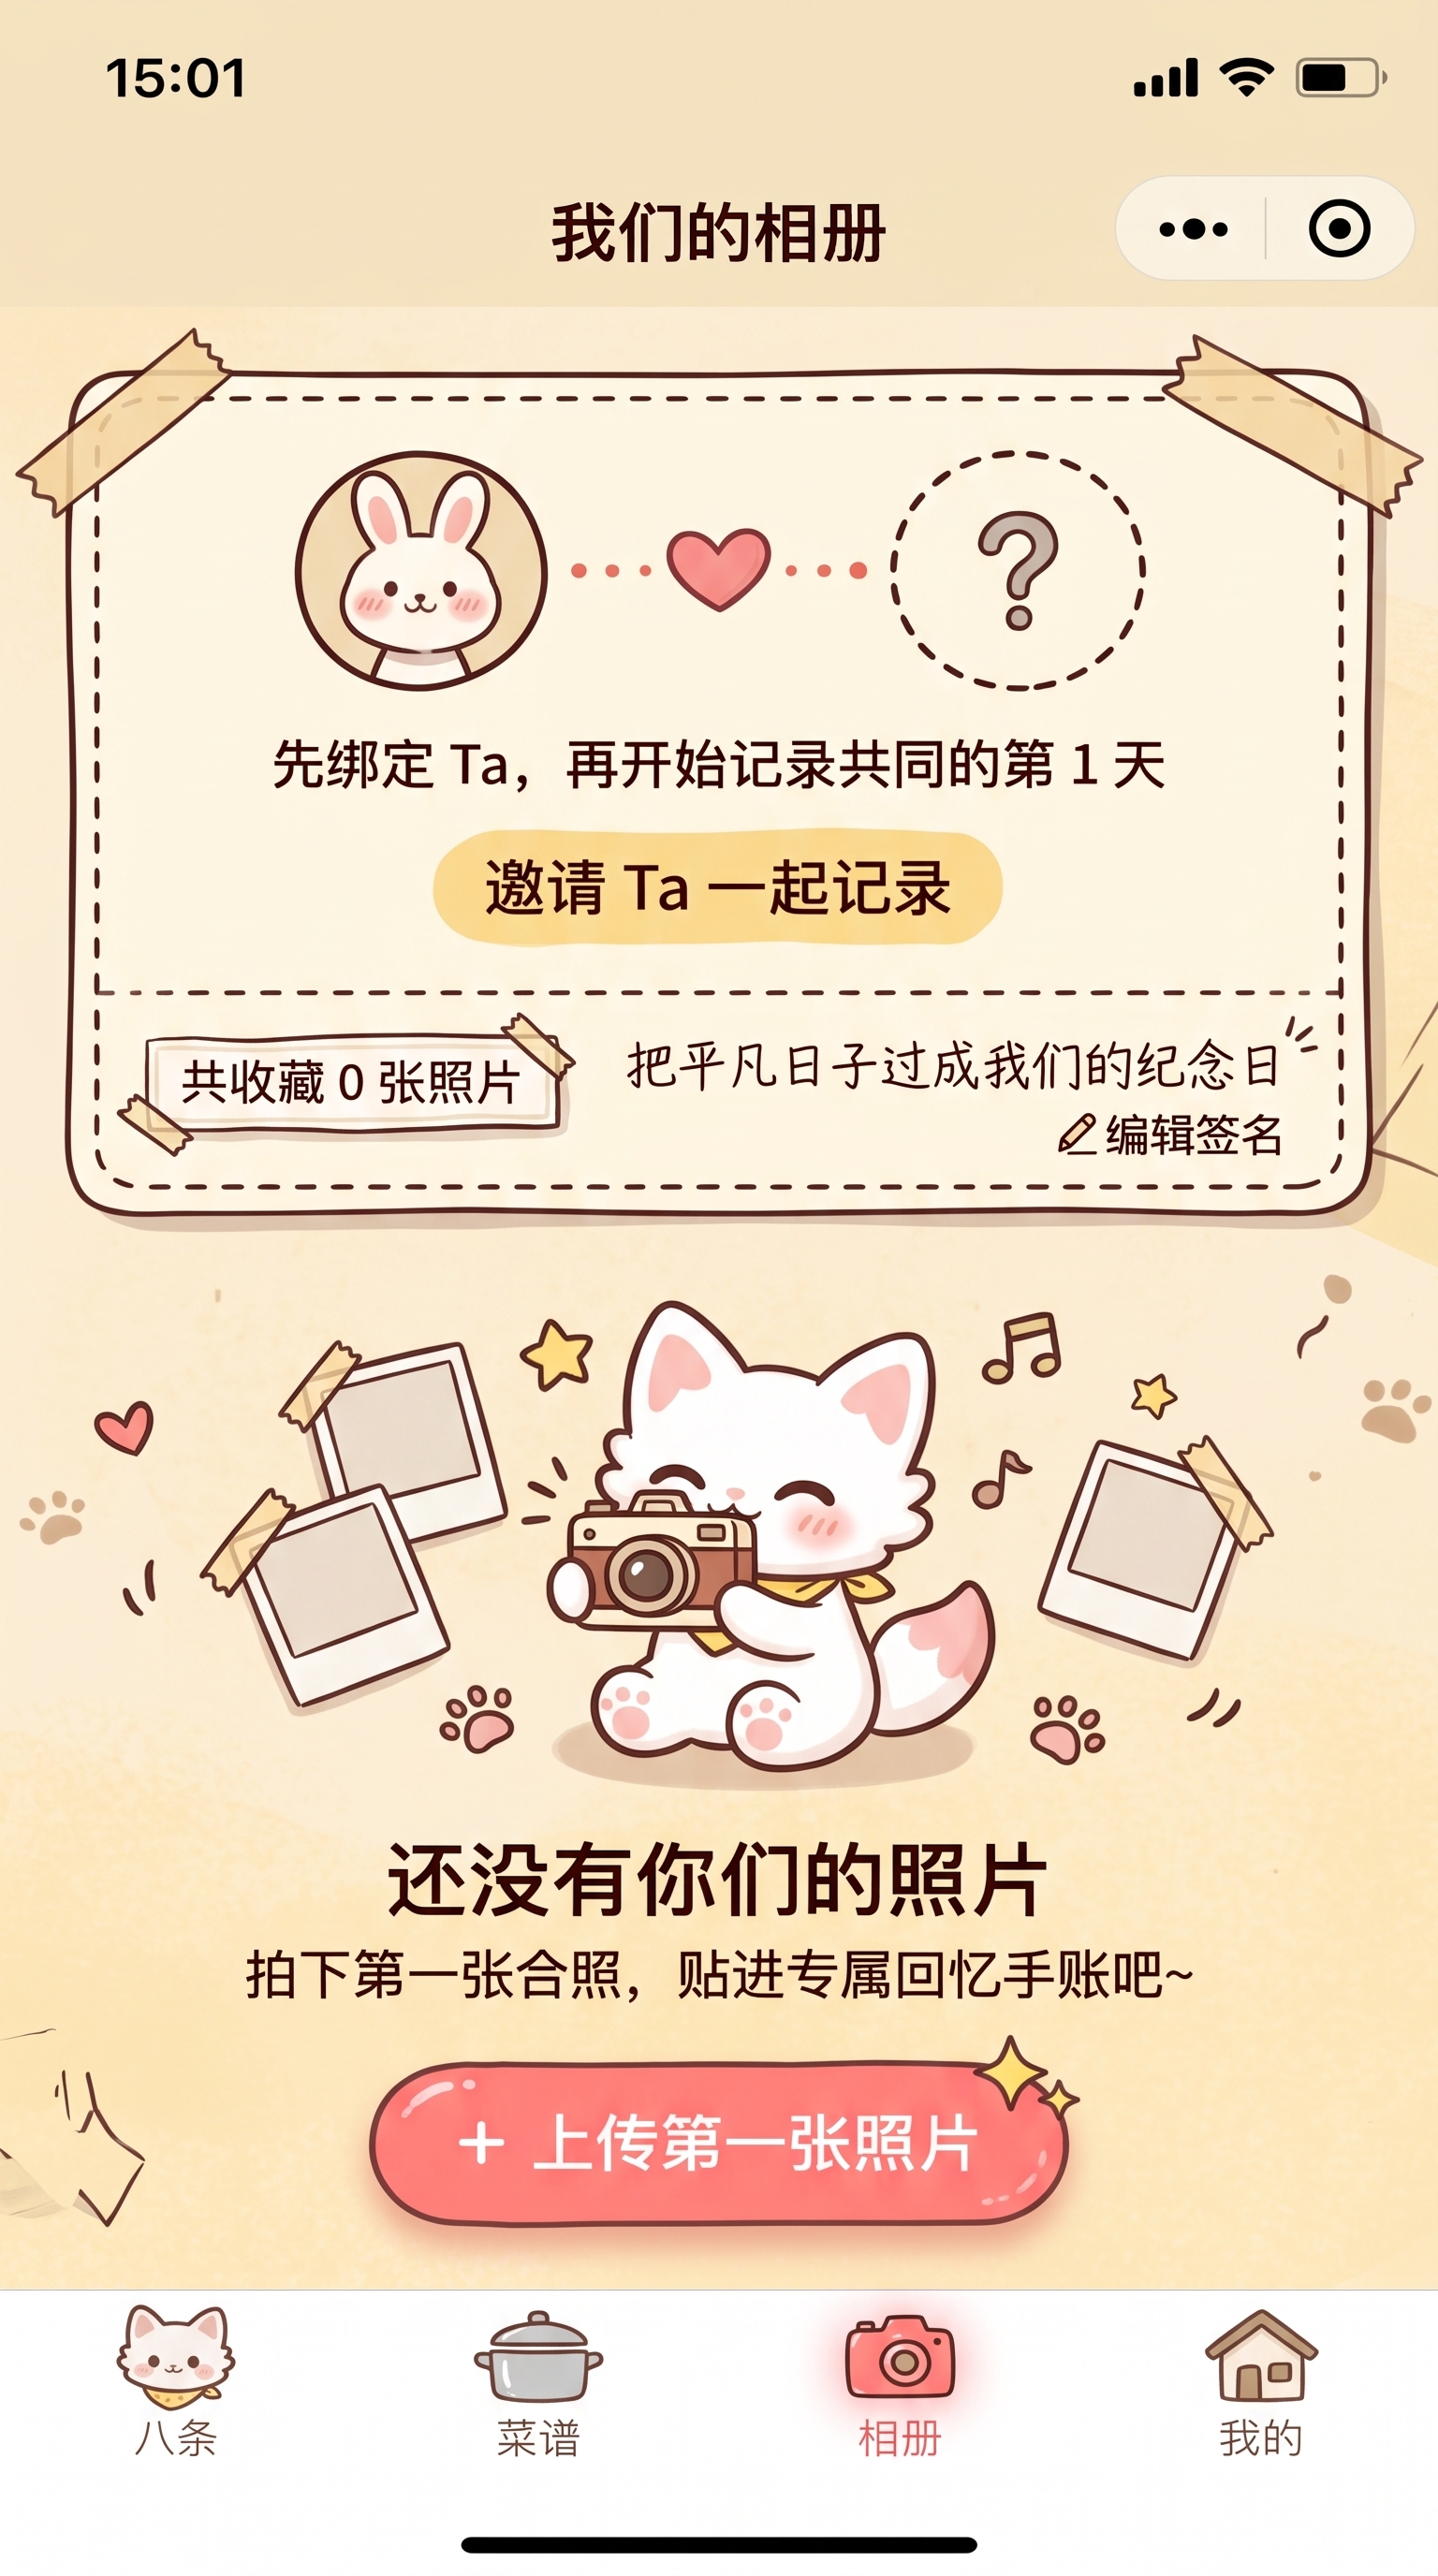 15:01
我们的相册
先绑定 Ta，再开始记录共同的第 1 天
邀请 Ta 一起记录
共收藏 0 张照片
把平凡日子过成我们的纪念日
编辑签名
还没有你们的照片
拍下第一张合照，贴进专属回忆手账吧~
+ 上传第一张照片
八条
菜谱
相册
我的